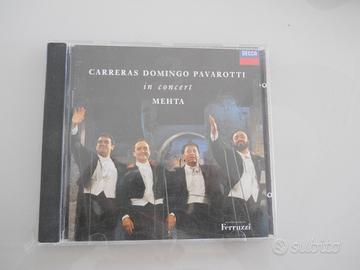 DECCA
CARRERAS DOMINGO PAVAROTTI
in concert
MEHTA
Ferruzzi
subito